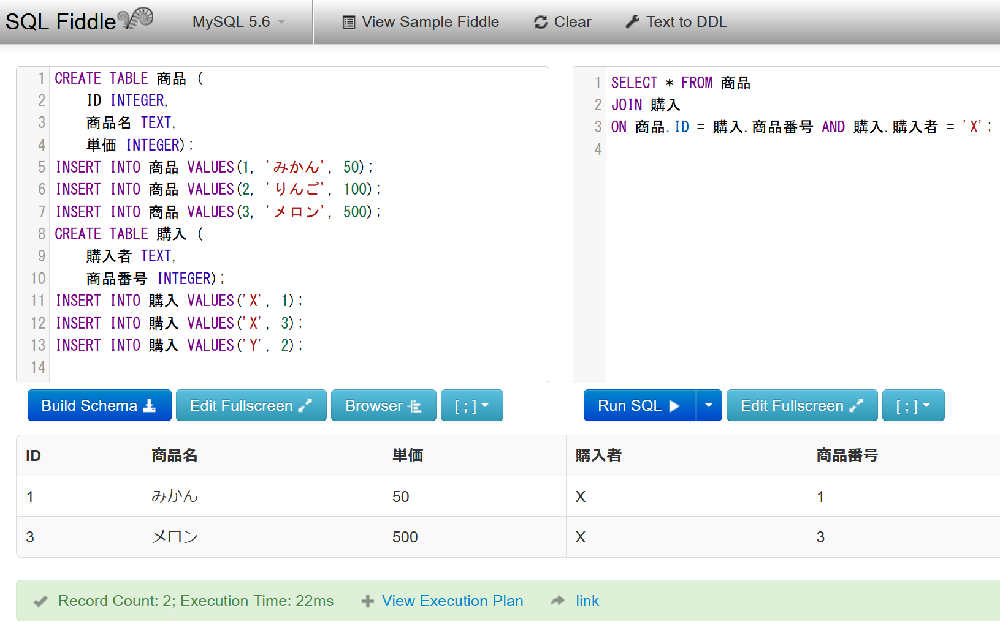 SQL Fiddle MySQL 5.6 View Sample Fiddle Clear Text to DDL
1 CREATE TABLE 商品 (
2 ID INTEGER,
3 商品名 TEXT,
4 単価 INTEGER);
5 INSERT INTO 商品 VALUES(1, 'みかん', 50);
6 INSERT INTO 商品 VALUES(2, 'りんご', 100);
7 INSERT INTO 商品 VALUES(3, 'メロン', 500);
8 CREATE TABLE 購入 (
9 購入者 TEXT,
10 商品番号 INTEGER);
11 INSERT INTO 購入 VALUES('X', 1);
12 INSERT INTO 購入 VALUES('X', 3);
13 INSERT INTO 購入 VALUES('Y', 2);
14
1 SELECT * FROM 商品
2 JOIN 購入
3 ON 商品.ID = 購入.商品番号 AND 購入.購入者 = 'X';
4
Build Schema Edit Fullscreen Browser [ ; ]
Run SQL Edit Fullscreen [ ; ]
ID 商品名 単価 購入者 商品番号
1 みかん 50 X 1
3 メロン 500 X 3
Record Count: 2; Execution Time: 22ms View Execution Plan link